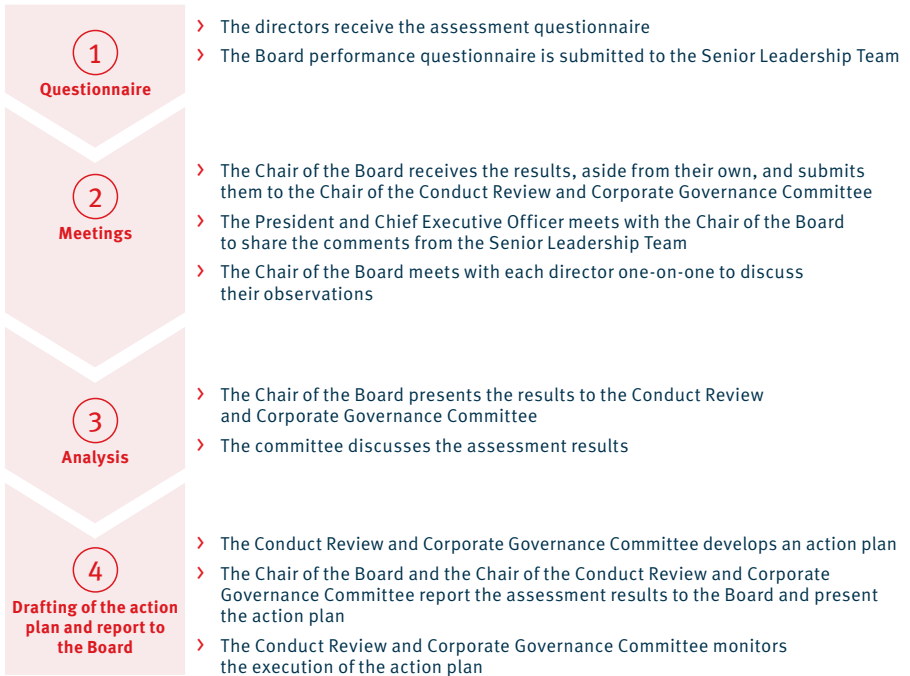 1
Questionnaire
› The directors receive the assessment questionnaire
› The Board performance questionnaire is submitted to the Senior Leadership Team
2
Meetings
› The Chair of the Board receives the results, aside from their own, and submits
them to the Chair of the Conduct Review and Corporate Governance Committee
› The President and Chief Executive Officer meets with the Chair of the Board
to share the comments from the Senior Leadership Team
› The Chair of the Board meets with each director one-on-one to discuss
their observations
3
Analysis
› The Chair of the Board presents the results to the Conduct Review
and Corporate Governance Committee
› The committee discusses the assessment results
4
Drafting of the action
plan and report to
the Board
› The Conduct Review and Corporate Governance Committee develops an action plan
› The Chair of the Board and the Chair of the Conduct Review and Corporate
Governance Committee report the assessment results to the Board and present
the action plan
› The Conduct Review and Corporate Governance Committee monitors
the execution of the action plan